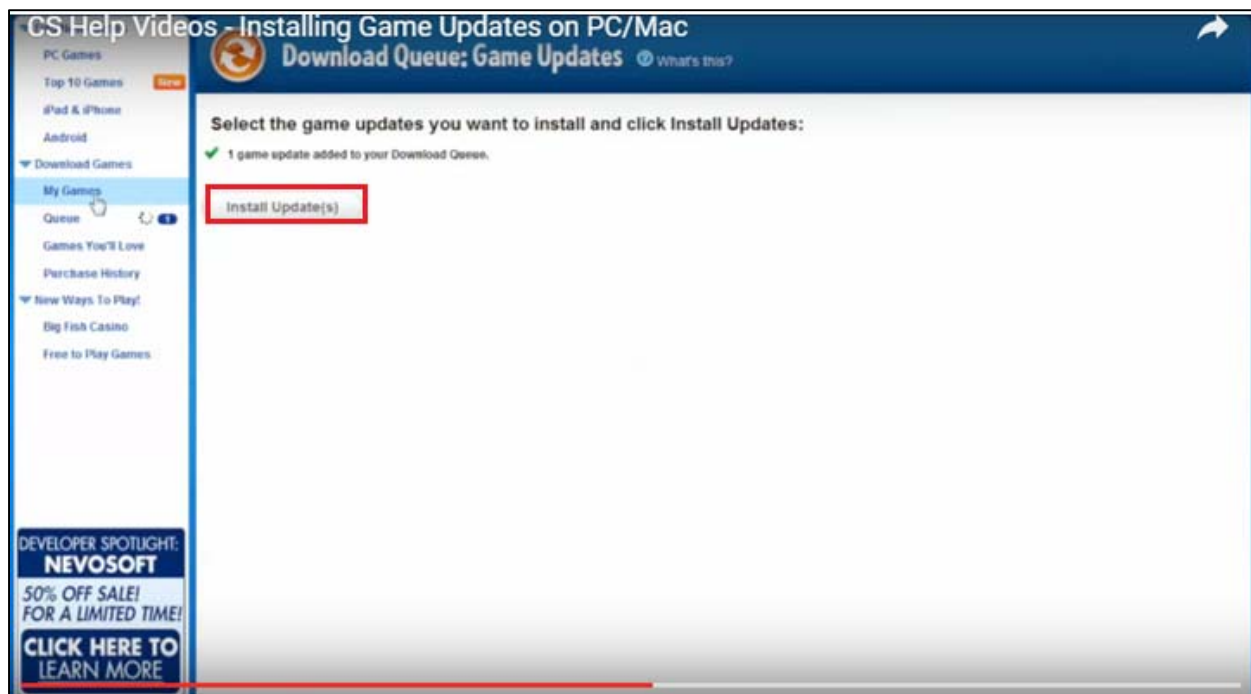 CS Help Videos - Installing Game Updates on PC/Mac
Download Queue: Game Updates
What's this?
PC Games
Top 10 Games
New
iPad & iPhone
Android
Download Games
My Games
Queue
1
Games You'll Love
Purchase History
New Ways To Play!
Big Fish Casino
Free to Play Games
Select the game updates you want to install and click Install Updates:
1 game update added to your Download Queue.
Install Update(s)
DEVELOPER SPOTLIGHT:
NEVOSOFT
50% OFF SALE!
FOR A LIMITED TIME!
CLICK HERE TO
LEARN MORE